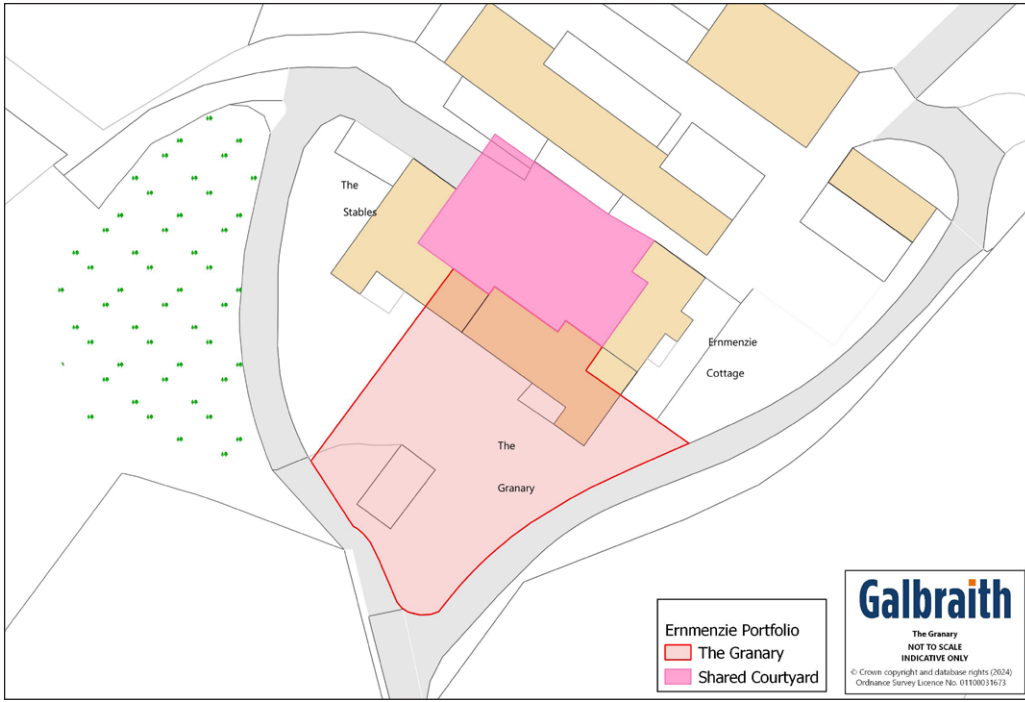 The
Stables
Ernmenzie
Cottage
The
Granary
Ernmenzie Portfolio
The Granary
Shared Courtyard
Galbraith
The Granary
NOT TO SCALE
INDICATIVE ONLY
© Crown copyright and database rights (2024)
Ordnance Survey Licence No. 01100031673